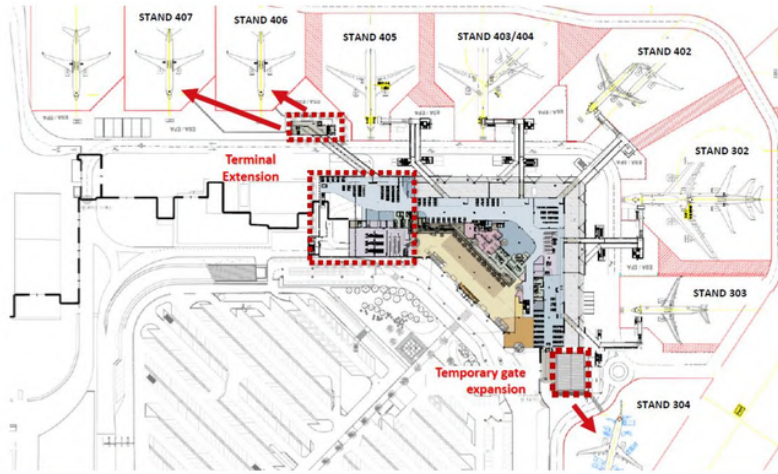 STAND 407
STAND 406
STAND 405
STAND 403/404
STAND 402
Terminal
Extension
STAND 302
STAND 303
Temporary gate
expansion
STAND 304